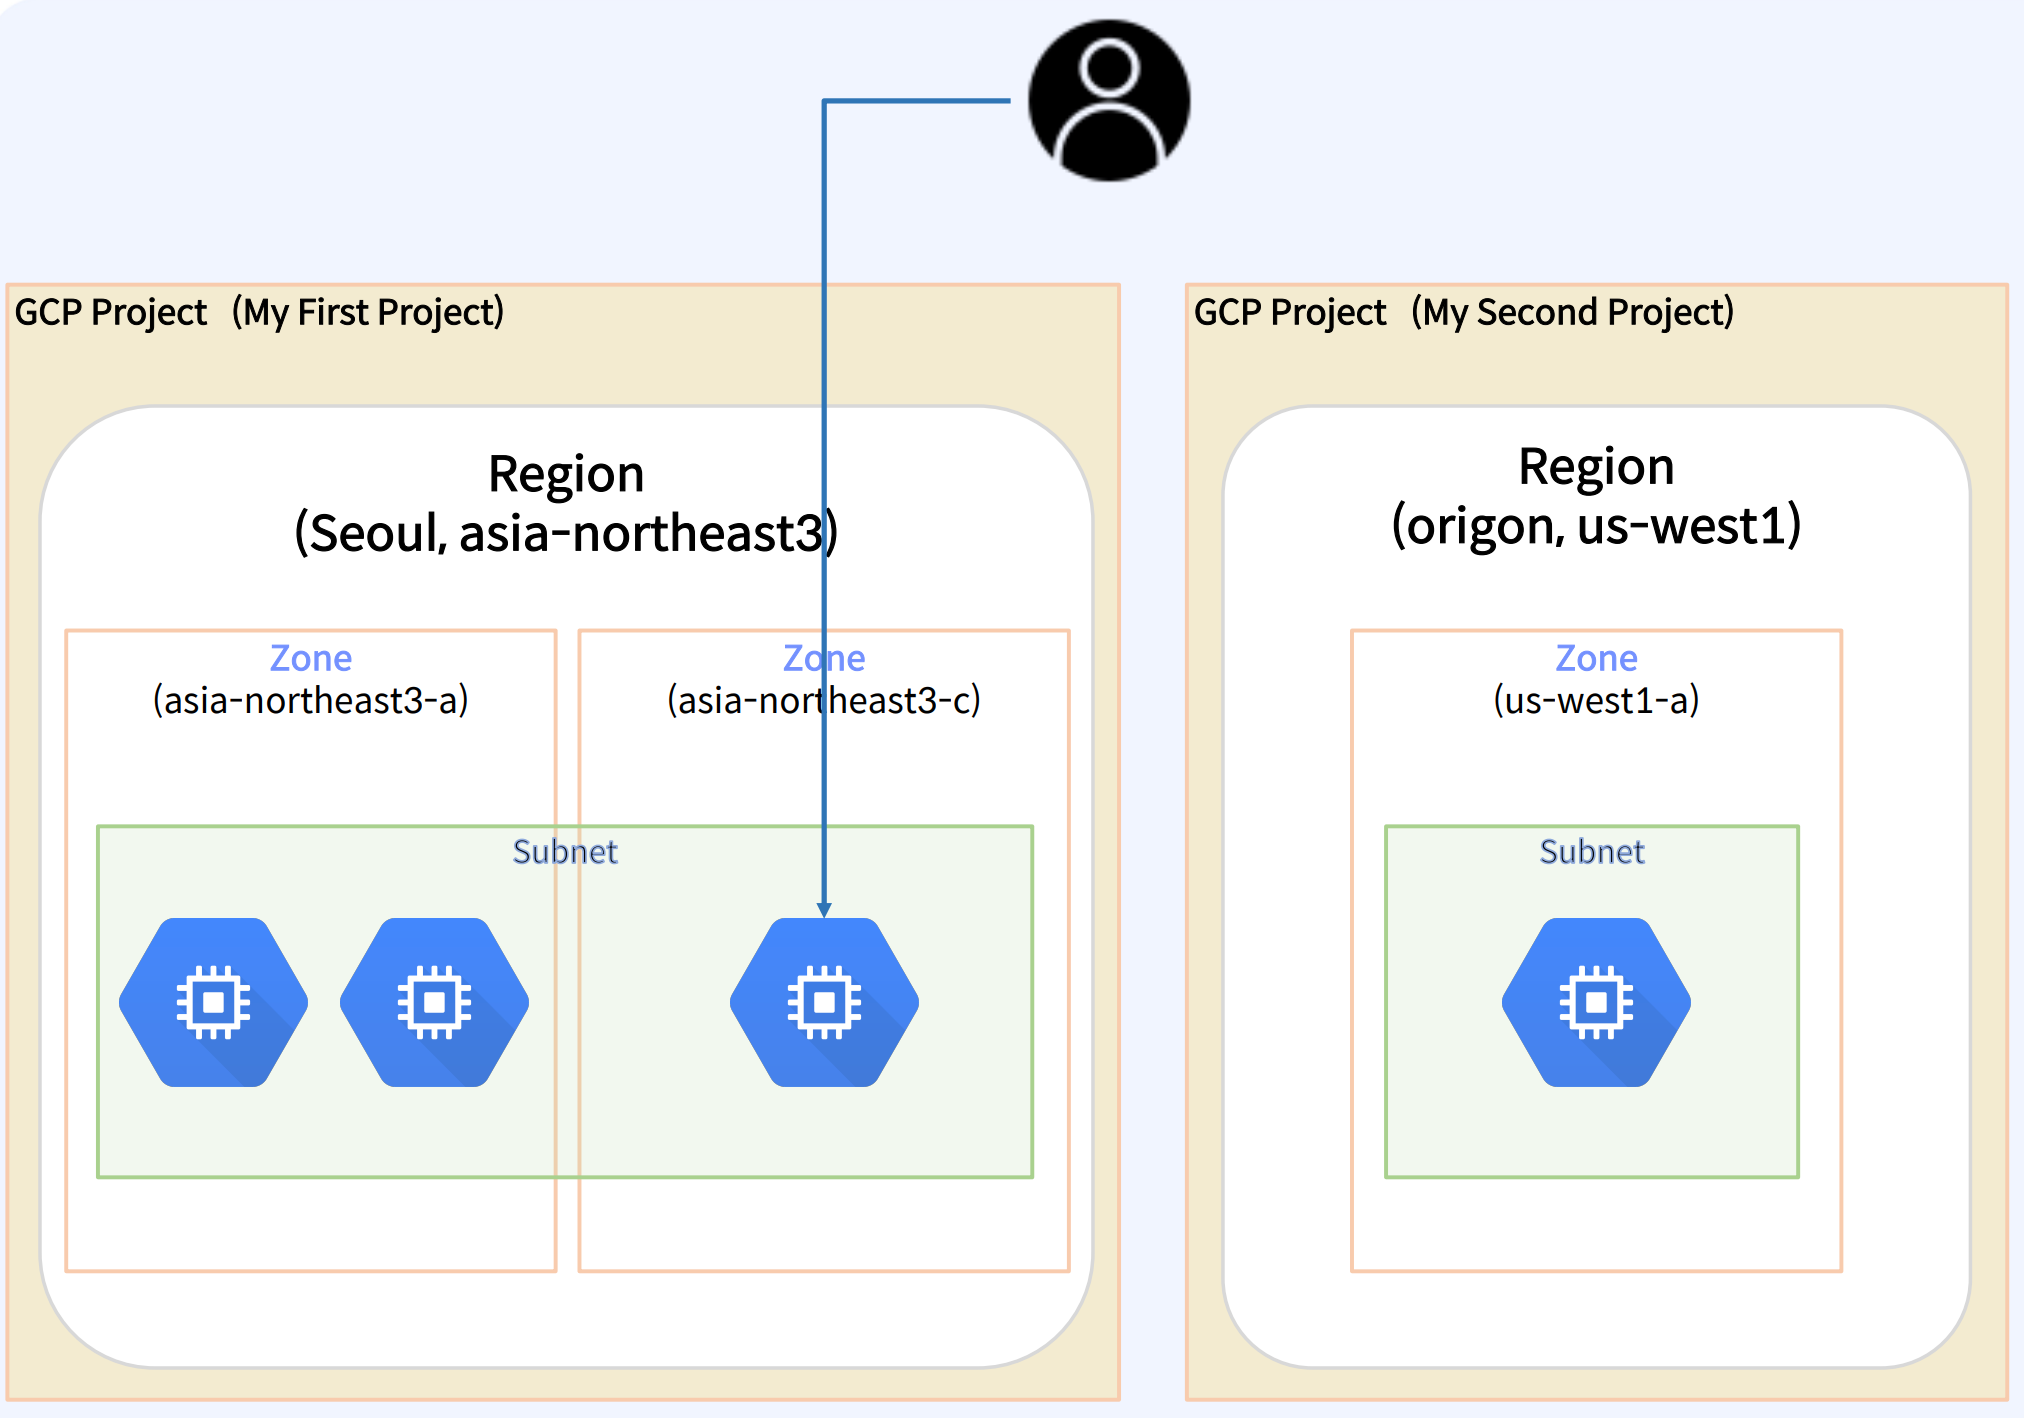 GCP Project (My First Project)
Region
(Seoul, asia-northeast3)
Zone
(asia-northeast3-a)
Zone
(asia-northeast3-c)
Subnet
GCP Project (My Second Project)
Region
(origon, us-west1)
Zone
(us-west1-a)
Subnet